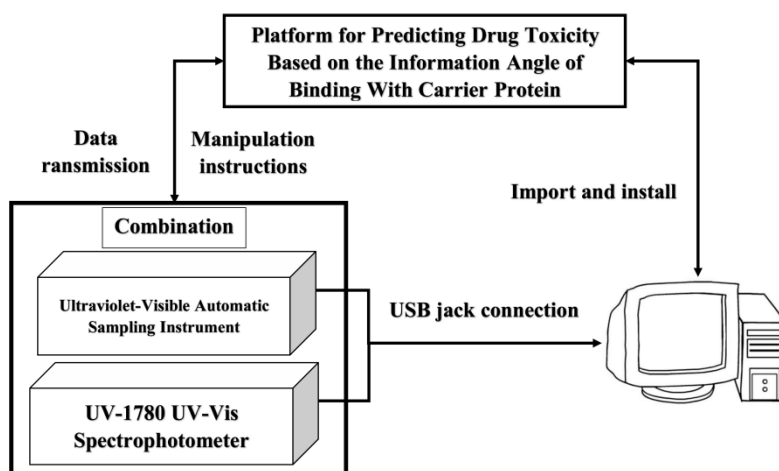 Platform for Predicting Drug Toxicity
Based on the Information Angle of
Binding With Carrier Protein
Data
ransmission
Manipulation
instructions
Import and install
Combination
Ultraviolet-Visible Automatic
Sampling Instrument
USB jack connection
UV-1780 UV-Vis
Spectrophotometer